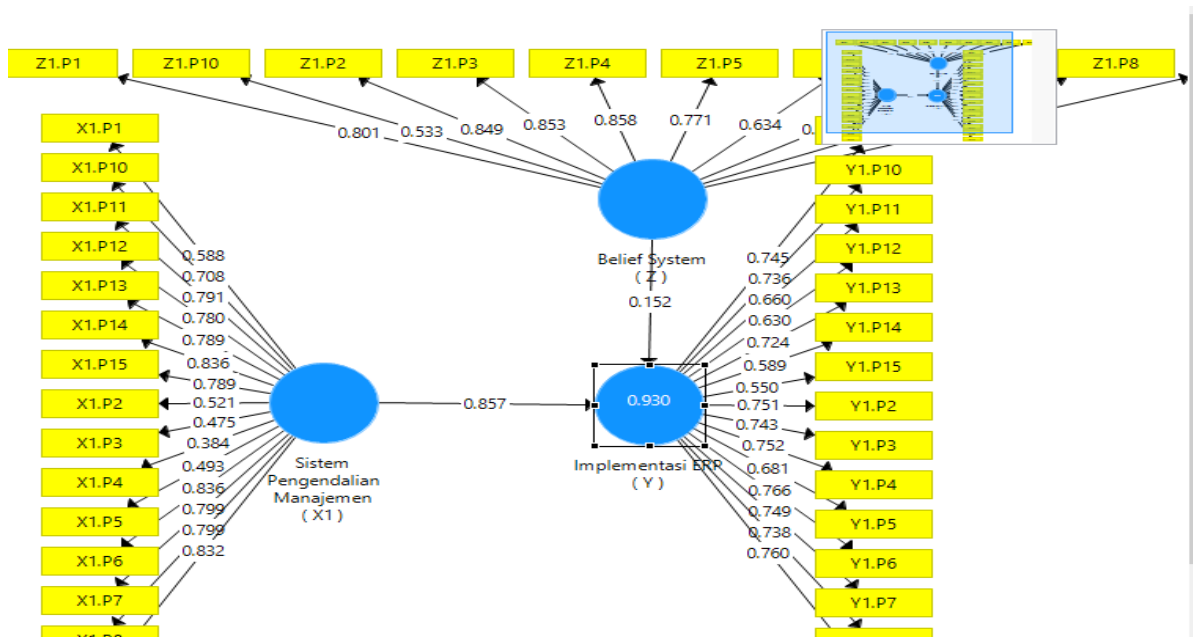 Z1.P1
Z1.P10
Z1.P2
Z1.P3
Z1.P4
Z1.P5
Z1.P8
0.801
0.533
0.849
0.853
0.858
0.771
0.634
X1.P1
X1.P10
X1.P11
X1.P12
X1.P13
X1.P14
X1.P15
X1.P2
X1.P3
X1.P4
X1.P5
X1.P6
X1.P7
0.588
0.708
0.791
0.780
0.789
0.836
0.789
0.521
0.475
0.384
0.493
0.836
0.799
0.799
0.832
Sistem
Pengendalian
Manajemen
( X1 )
0.857
Belief System
( Z )
0.152
0.930
Implementasi ERP
( Y )
0.745
0.736
0.660
0.630
0.724
0.589
0.550
0.751
0.743
0.752
0.681
0.766
0.749
0.738
0.760
Y1.P10
Y1.P11
Y1.P12
Y1.P13
Y1.P14
Y1.P15
Y1.P2
Y1.P3
Y1.P4
Y1.P5
Y1.P6
Y1.P7